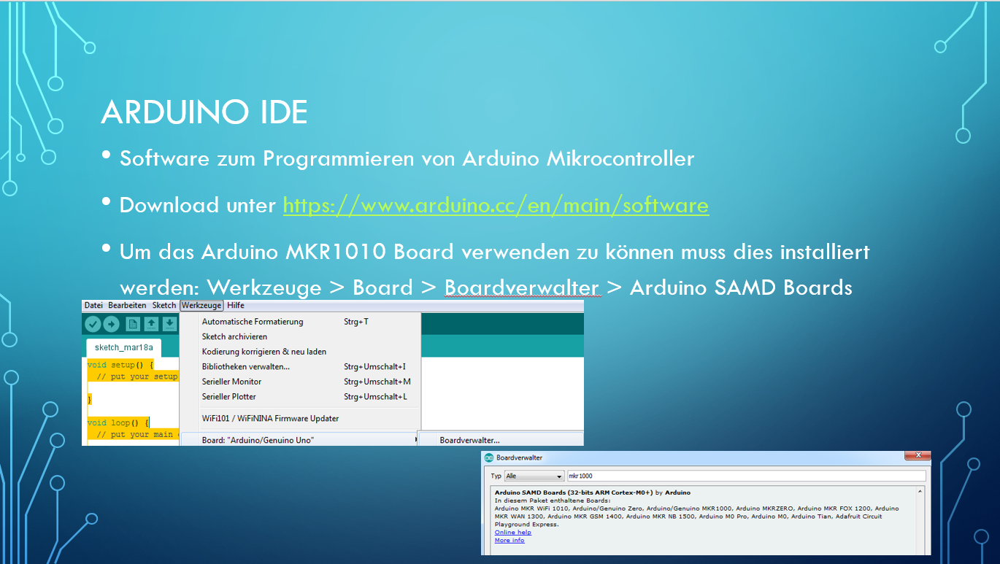 ARDUINO IDE
• Software zum Programmieren von Arduino Mikrocontroller
• Download unter https://www.arduino.cc/en/main/software
• Um das Arduino MKR1010 Board verwenden zu können muss dies installiert
werden: Werkzeuge > Board > Boardverwalter > Arduino SAMD Boards
Datei Bearbeiten Sketch Werkzeuge Hilfe
sketch_mar18a
void setup() {
// put your setup
}
void loop() {
// put your main
Automatische Formatierung Strg+T
Sketch archivieren
Kodierung korrigieren & neu laden
Bibliotheken verwalten... Strg+Umschalt+I
Serieller Monitor Strg+Umschalt+M
Serieller Plotter Strg+Umschalt+L
WiFi101 / WiFiNINA Firmware Updater
Board: "Arduino/Genuino Uno" Boardverwalter...
Boardverwalter
Typ Alle mkr1000
Arduino SAMD Boards (32-bits ARM Cortex-M0+) by Arduino
In diesem Paket enthaltene Boards:
Arduino MKR WiFi 1010, Arduino/Genuino Zero, Arduino/Genuino MKR1000, Arduino MKRZERO, Arduino MKR FOX 1200, Arduino
MKR WAN 1300, Arduino MKR GSM 1400, Arduino MKR NB 1500, Arduino M0 Pro, Arduino M0, Arduino Tian, Adafruit Circuit
Playground Express.
Online help
More info